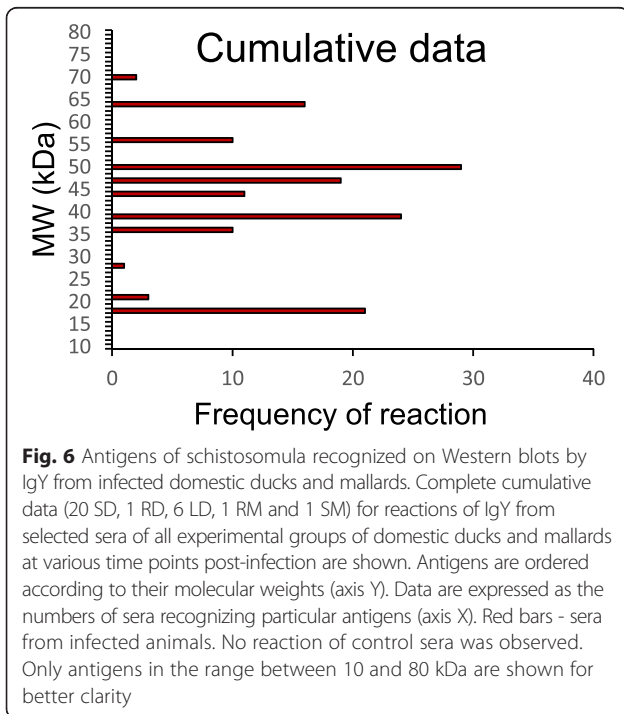 Cumulative data
MW (kDa)
80
75
70
65
60
55
50
45
40
35
30
25
20
15
10
0 10 20 30 40
Frequency of reaction
Fig. 6 Antigens of schistosomula recognized on Western blots by
IgY from infected domestic ducks and mallards. Complete cumulative
data (20 SD, 1 RD, 6 LD, 1 RM and 1 SM) for reactions of IgY from
selected sera of all experimental groups of domestic ducks and mallards
at various time points post-infection are shown. Antigens are ordered
according to their molecular weights (axis Y). Data are expressed as the
numbers of sera recognizing particular antigens (axis X). Red bars - sera
from infected animals. No reaction of control sera was observed.
Only antigens in the range between 10 and 80 kDa are shown for
better clarity